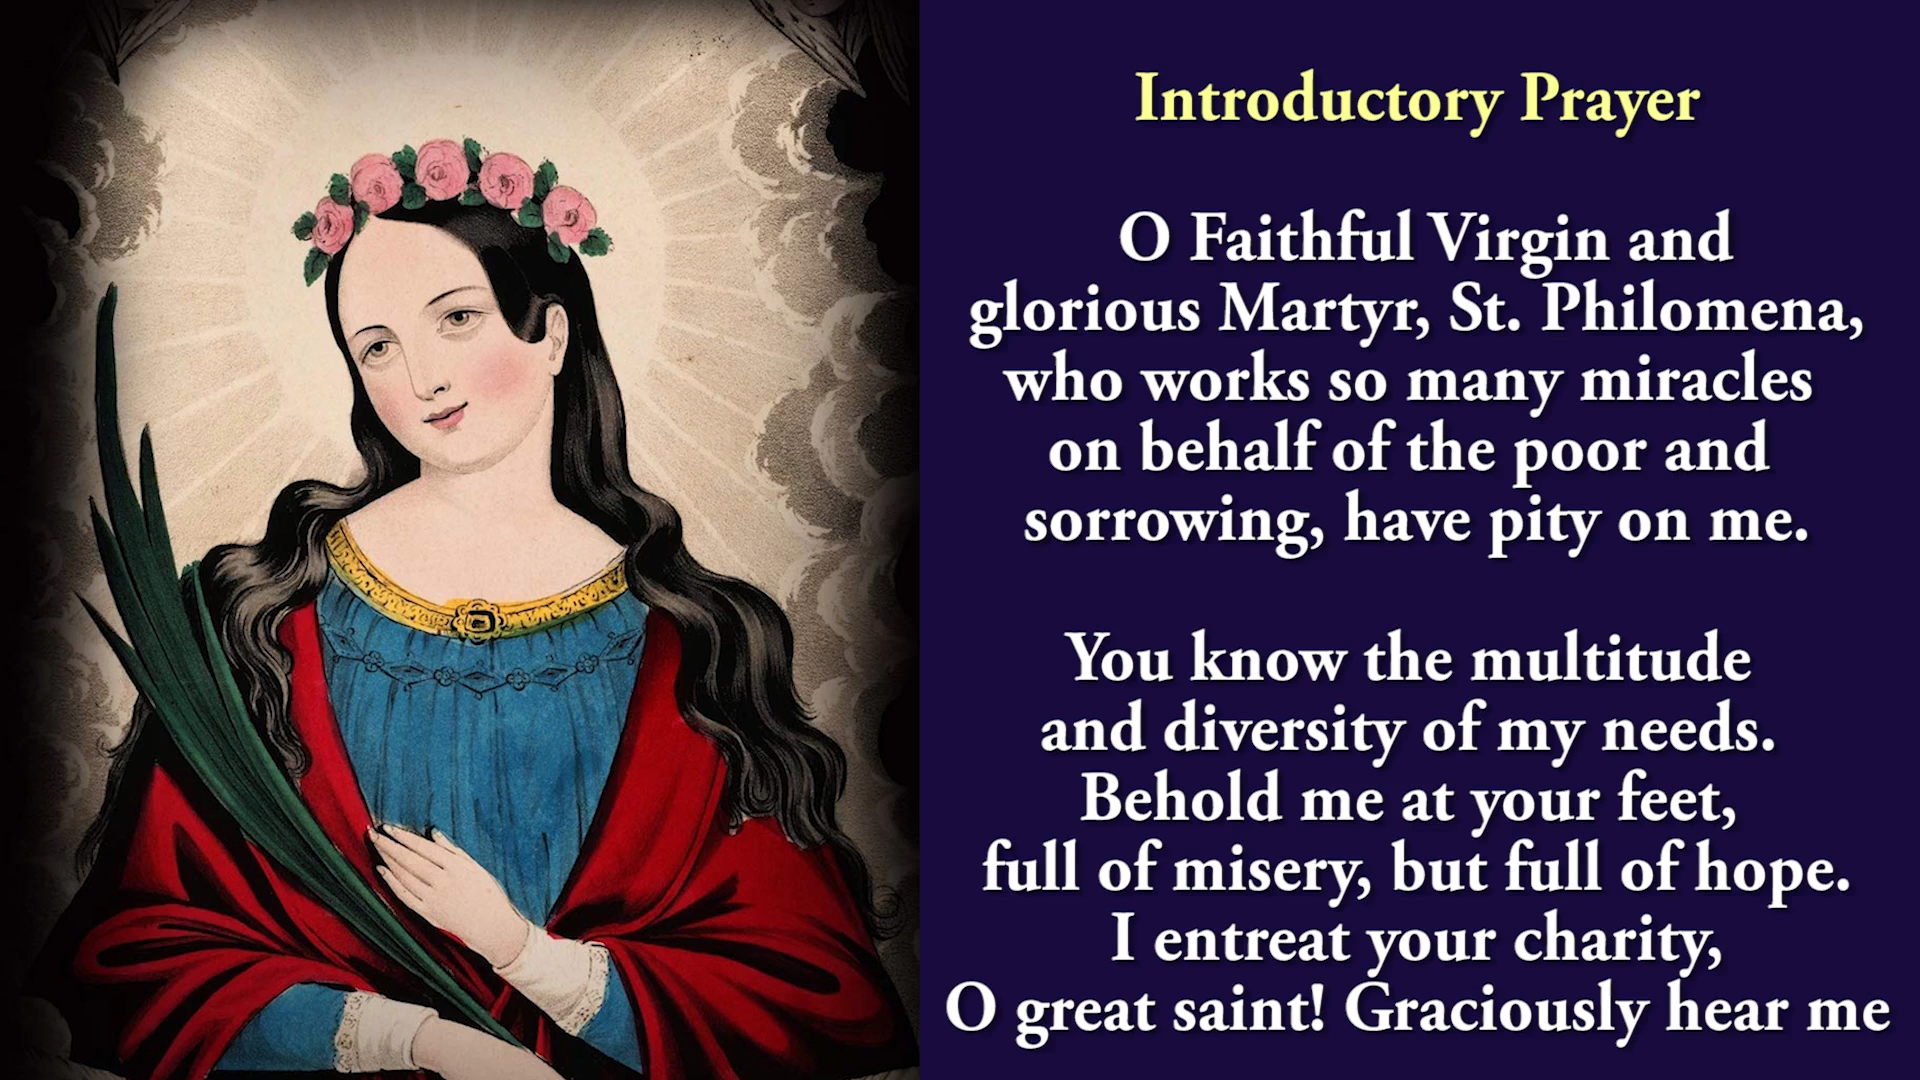 Introductory Prayer
O Faithful Virgin and
glorious Martyr, St. Philomena,
who works so many miracles
on behalf of the poor and
sorrowing, have pity on me.
You know the multitude
and diversity of my needs.
Behold me at your feet,
full of misery, but full of hope.
I entreat your charity,
O great saint! Graciously hear me